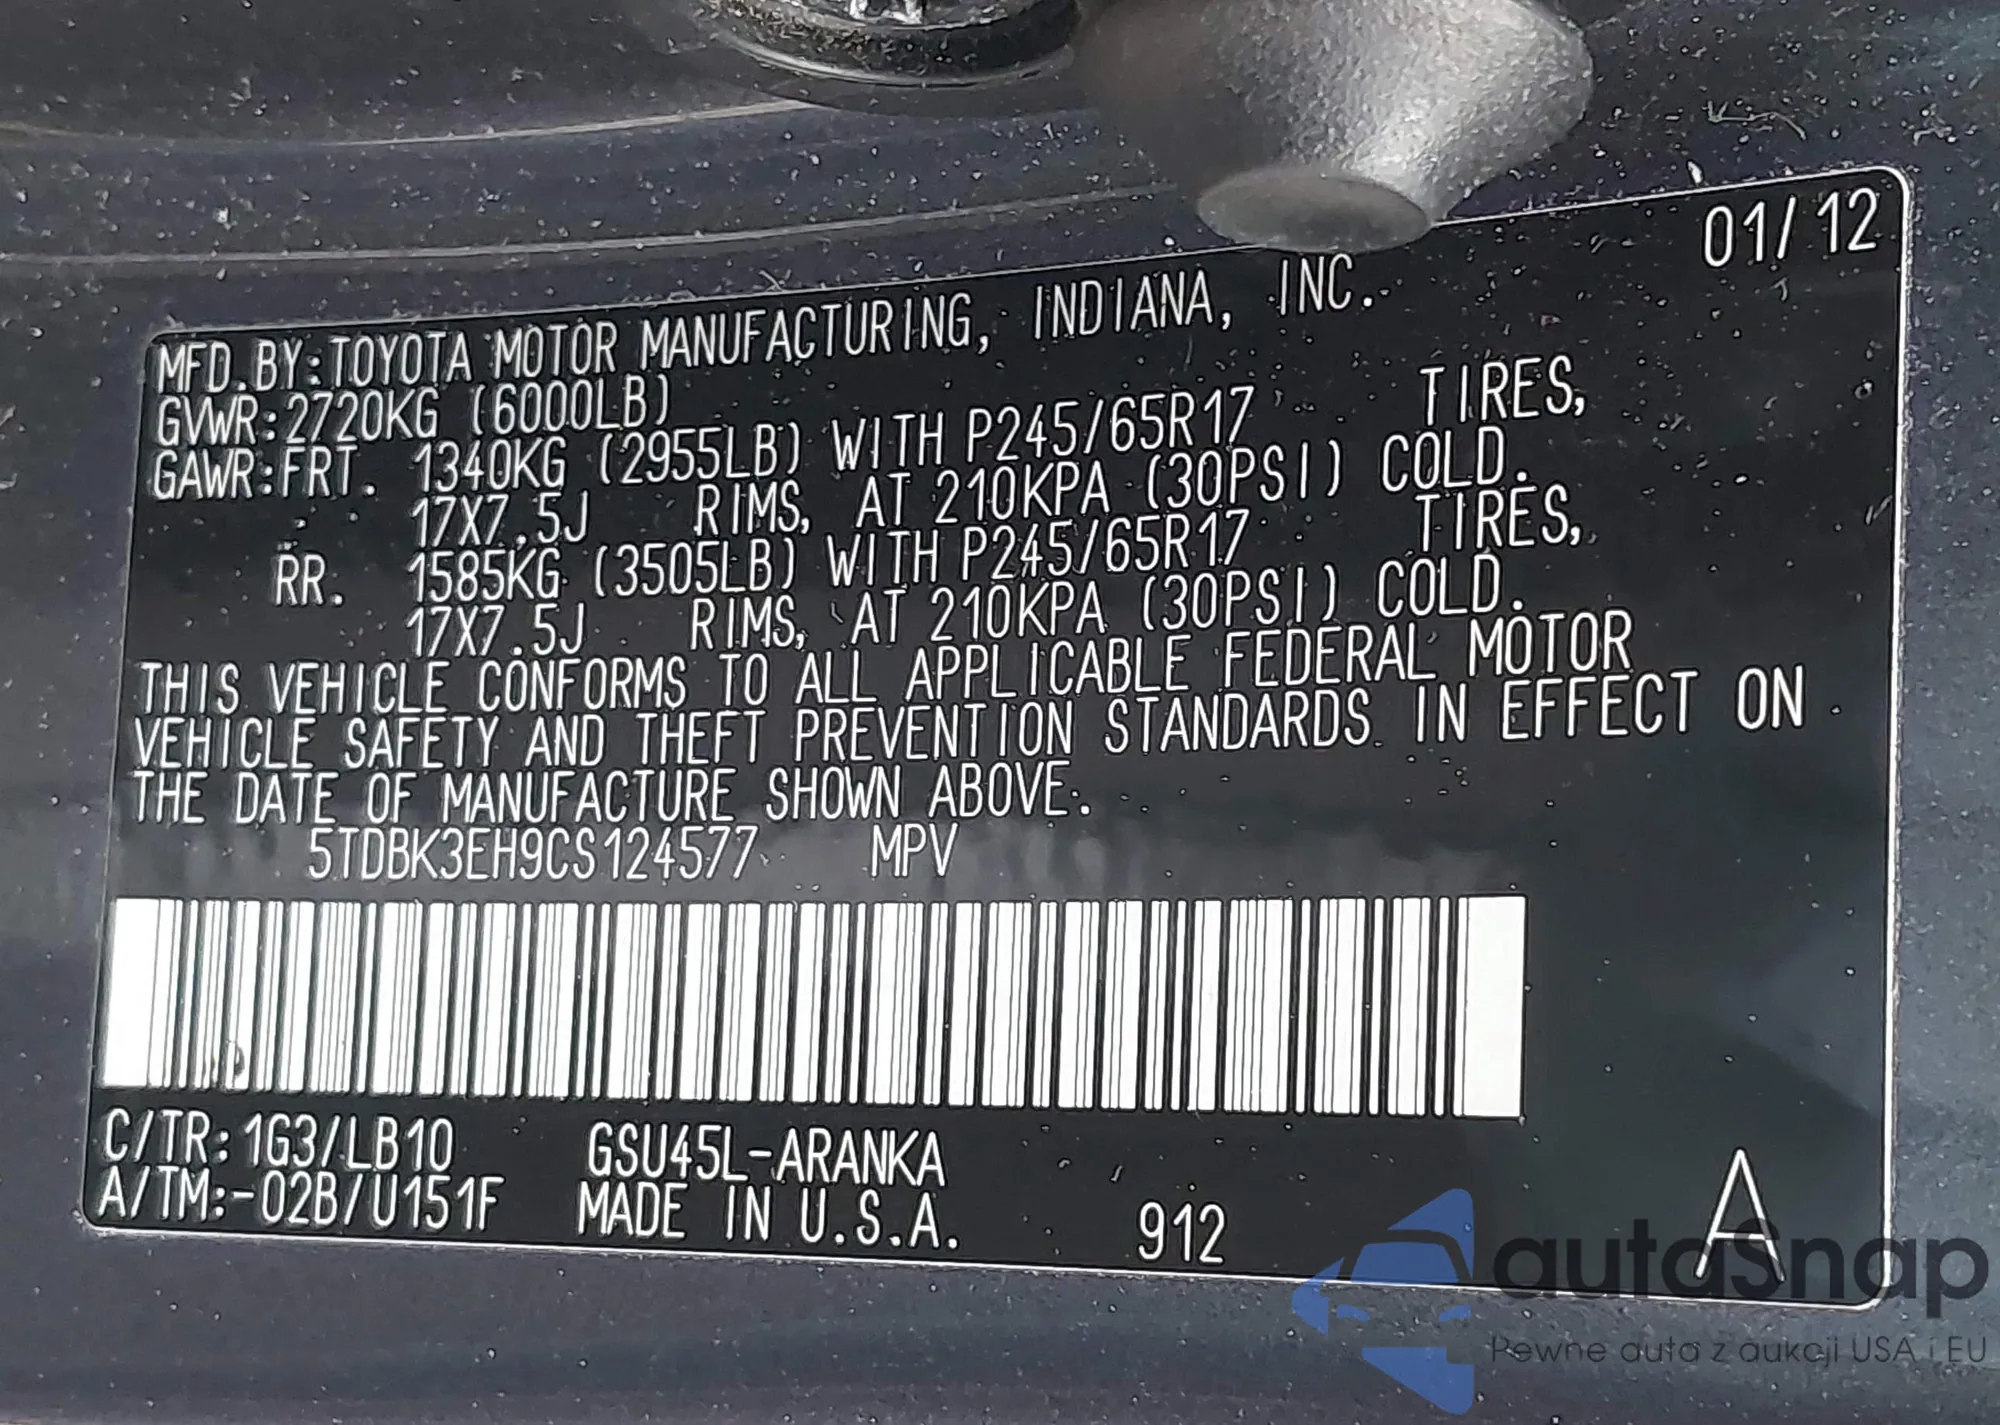 01/12
MFD.BY:TOYOTA MOTOR MANUFACTURING, INDIANA, INC.
GVWR:2720KG (6000LB)
GAWR:FRT. 1340KG (2955LB) WITH P245/65R17 TIRES,
17X7.5J RIMS, AT 210KPA (30PSI) COLD.
RR. 1585KG (3505LB) WITH P245/65R17 TIRES,
17X7.5J RIMS, AT 210KPA (30PSI) COLD.
THIS VEHICLE CONFORMS TO ALL APPLICABLE FEDERAL MOTOR
VEHICLE SAFETY AND THEFT PREVENTION STANDARDS IN EFFECT ON
THE DATE OF MANUFACTURE SHOWN ABOVE.
5TDBK3EH9CS124577 MPV
C/TR:1G3/LB10 GSU45L-ARANKA
A/TM:-02B/U151F MADE IN U.S.A. 912 A
autoSnap
Pewne auta z aukcji USA i EU